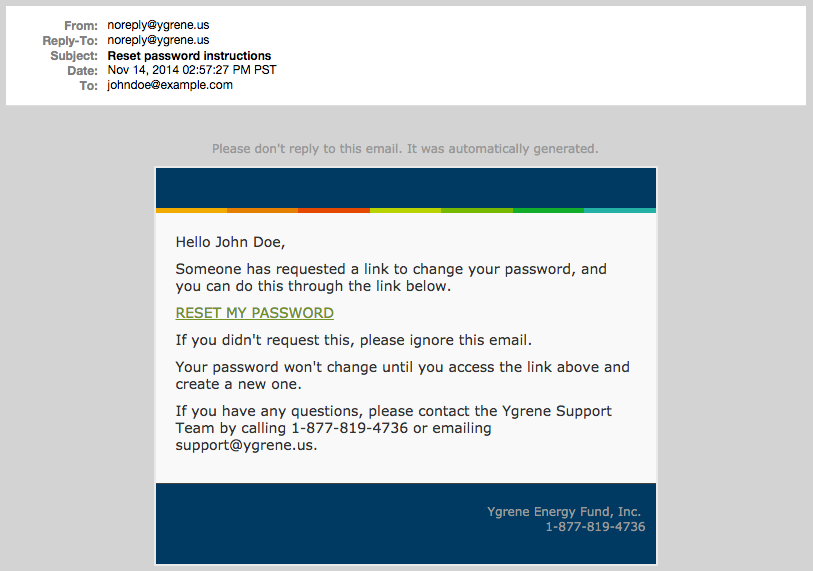 From: noreply@ygrene.us
Reply-To: noreply@ygrene.us
Subject: Reset password instructions
Date: Nov 14, 2014 02:57:27 PM PST
To: johndoe@example.com
Please don't reply to this email. It was automatically generated.
Hello John Doe,
Someone has requested a link to change your password, and
you can do this through the link below.
RESET MY PASSWORD
If you didn't request this, please ignore this email.
Your password won't change until you access the link above and
create a new one.
If you have any questions, please contact the Ygrene Support
Team by calling 1-877-819-4736 or emailing
support@ygrene.us.
Ygrene Energy Fund, Inc.
1-877-819-4736